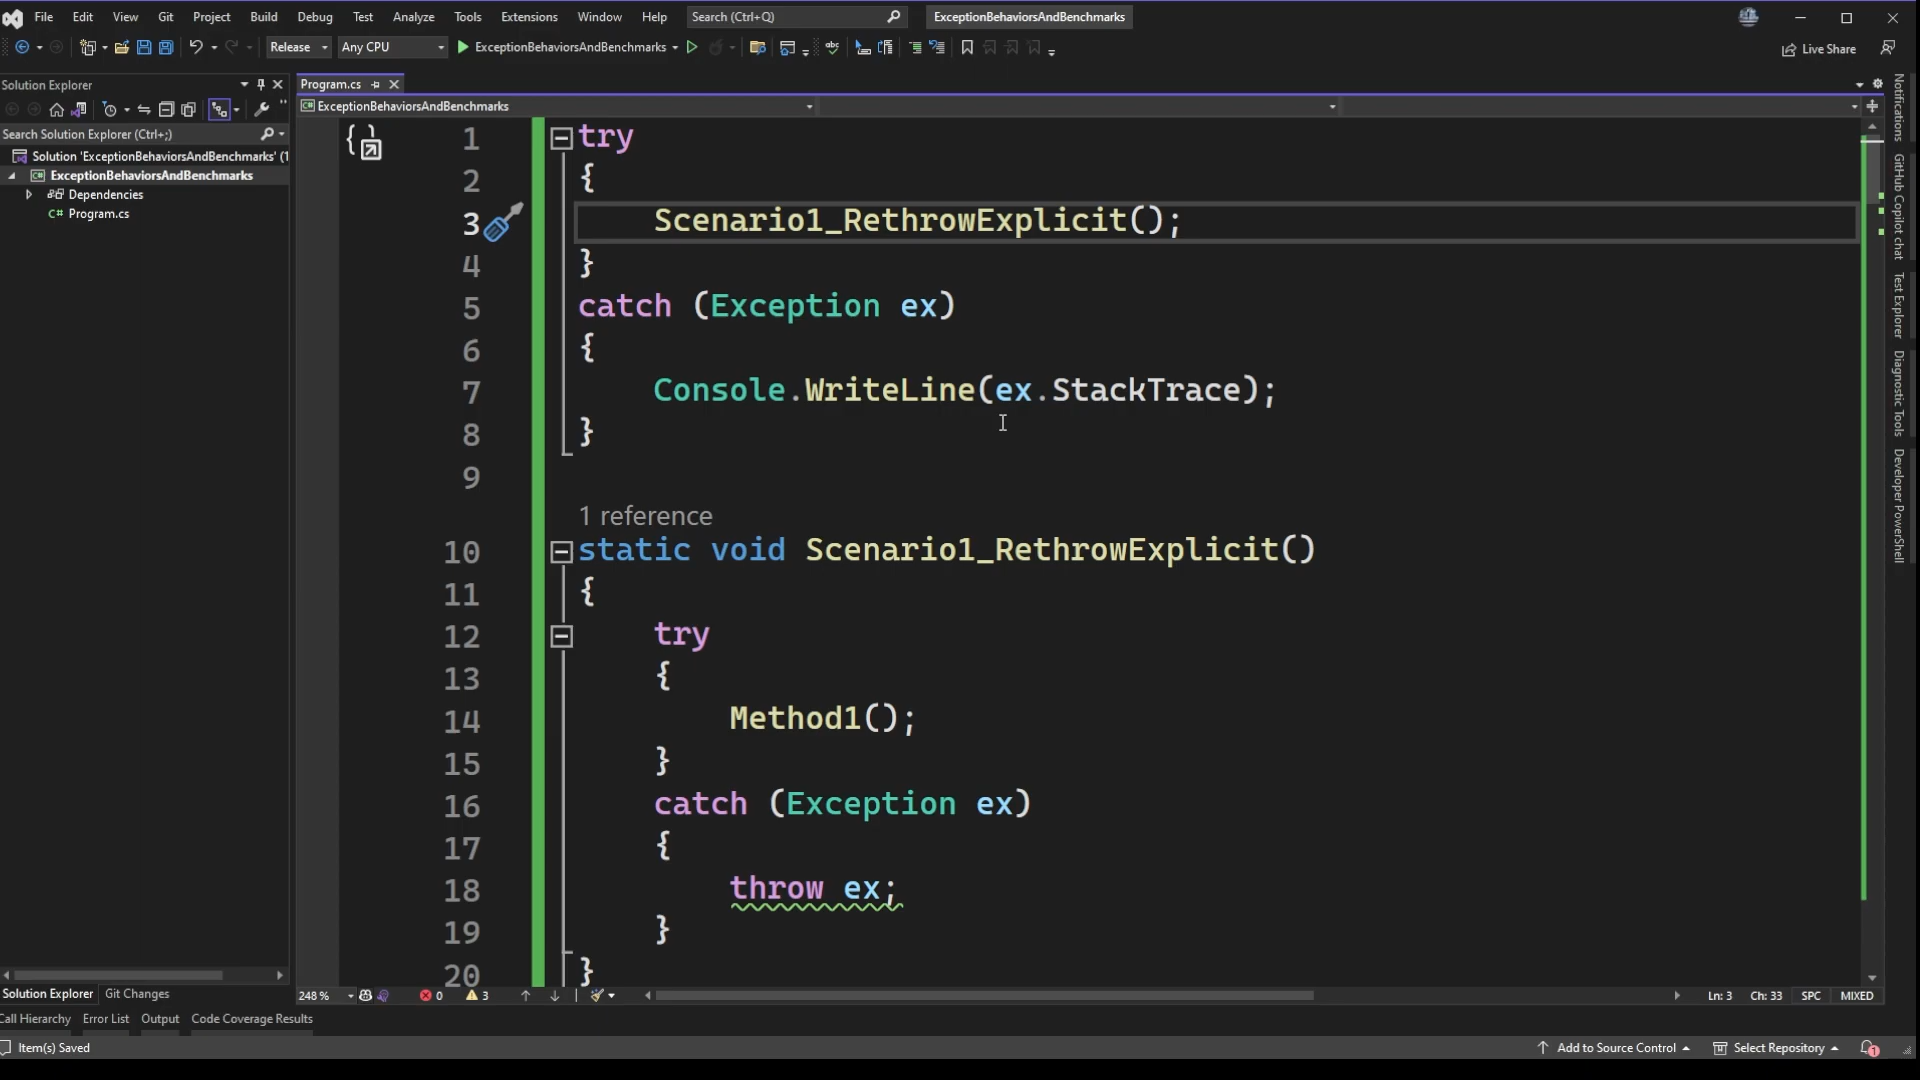 File Edit View Git Project Build Debug Test Analyze Tools Extensions Window Help Search (Ctrl+Q) ExceptionBehaviorsAndBenchmarks
Release Any CPU ExceptionBehaviorsAndBenchmarks Live Share
Solution Explorer
Search Solution Explorer (Ctrl+;)
Solution 'ExceptionBehaviorsAndBenchmarks' (1
ExceptionBehaviorsAndBenchmarks
Dependencies
C# Program.cs
Program.cs
C# ExceptionBehaviorsAndBenchmarks
1 try
2 {
3 Scenario1_RethrowExplicit();
4 }
5 catch (Exception ex)
6 {
7 Console.WriteLine(ex.StackTrace);
8 }
9
1 reference
10 static void Scenario1_RethrowExplicit()
11 {
12 try
13 {
14 Method1();
15 }
16 catch (Exception ex)
17 {
18 throw ex;
19 }
20 }
248 % 0 3 Ln: 3 Ch: 33 SPC MIXED
Notifications
GitHub Copilot chat
Test Explorer
Diagnostic Tools
Developer PowerShell
Solution Explorer Git Changes
Call Hierarchy Error List Output Code Coverage Results
Item(s) Saved Add to Source Control Select Repository 1